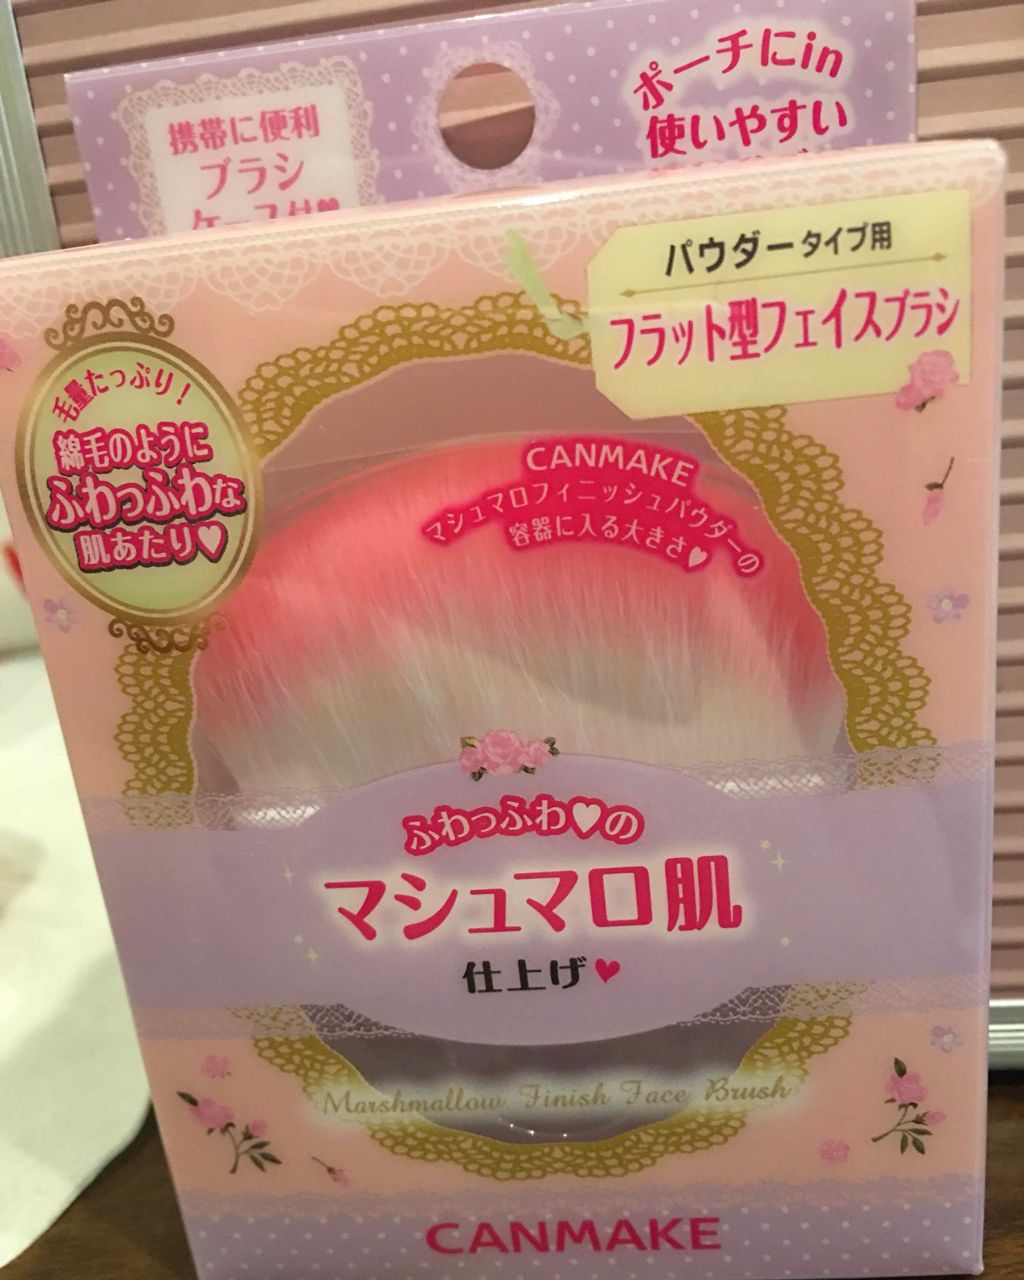 携帯に便利
ブラシ
ケース付♥
ポーチにin
使いやすい
パウダータイプ用
フラット型フェイスブラシ
毛量たっぷり!
綿毛のように
ふわっふわな
肌あたり♡
CANMAKE
マシュマロフィニッシュパウダーの
容器に入る大きさ♡
ふわっふわ♡の
マシュマロ肌
仕上げ♥
Marshmallow Finish Face Brush
CANMAKE